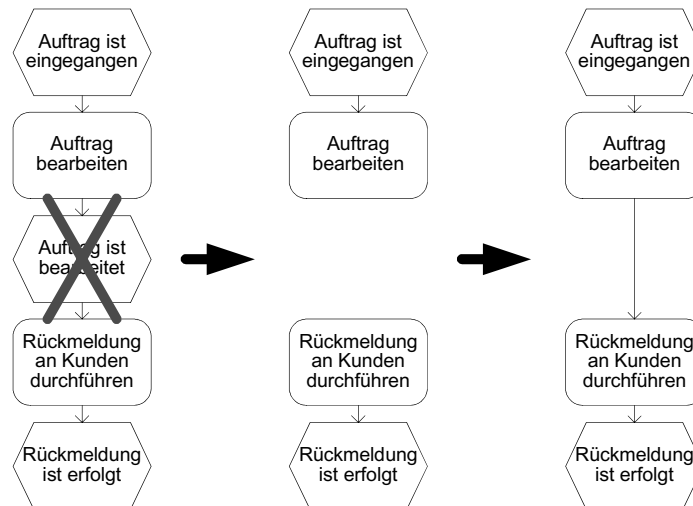 Auftrag ist
eingegangen
Auftrag
bearbeiten
Auftrag ist
bearbeitet
Rückmeldung
an Kunden
durchführen
Rückmeldung
ist erfolgt
Auftrag ist
eingegangen
Auftrag
bearbeiten
Rückmeldung
an Kunden
durchführen
Rückmeldung
ist erfolgt
Auftrag ist
eingegangen
Auftrag
bearbeiten
Rückmeldung
an Kunden
durchführen
Rückmeldung
ist erfolgt